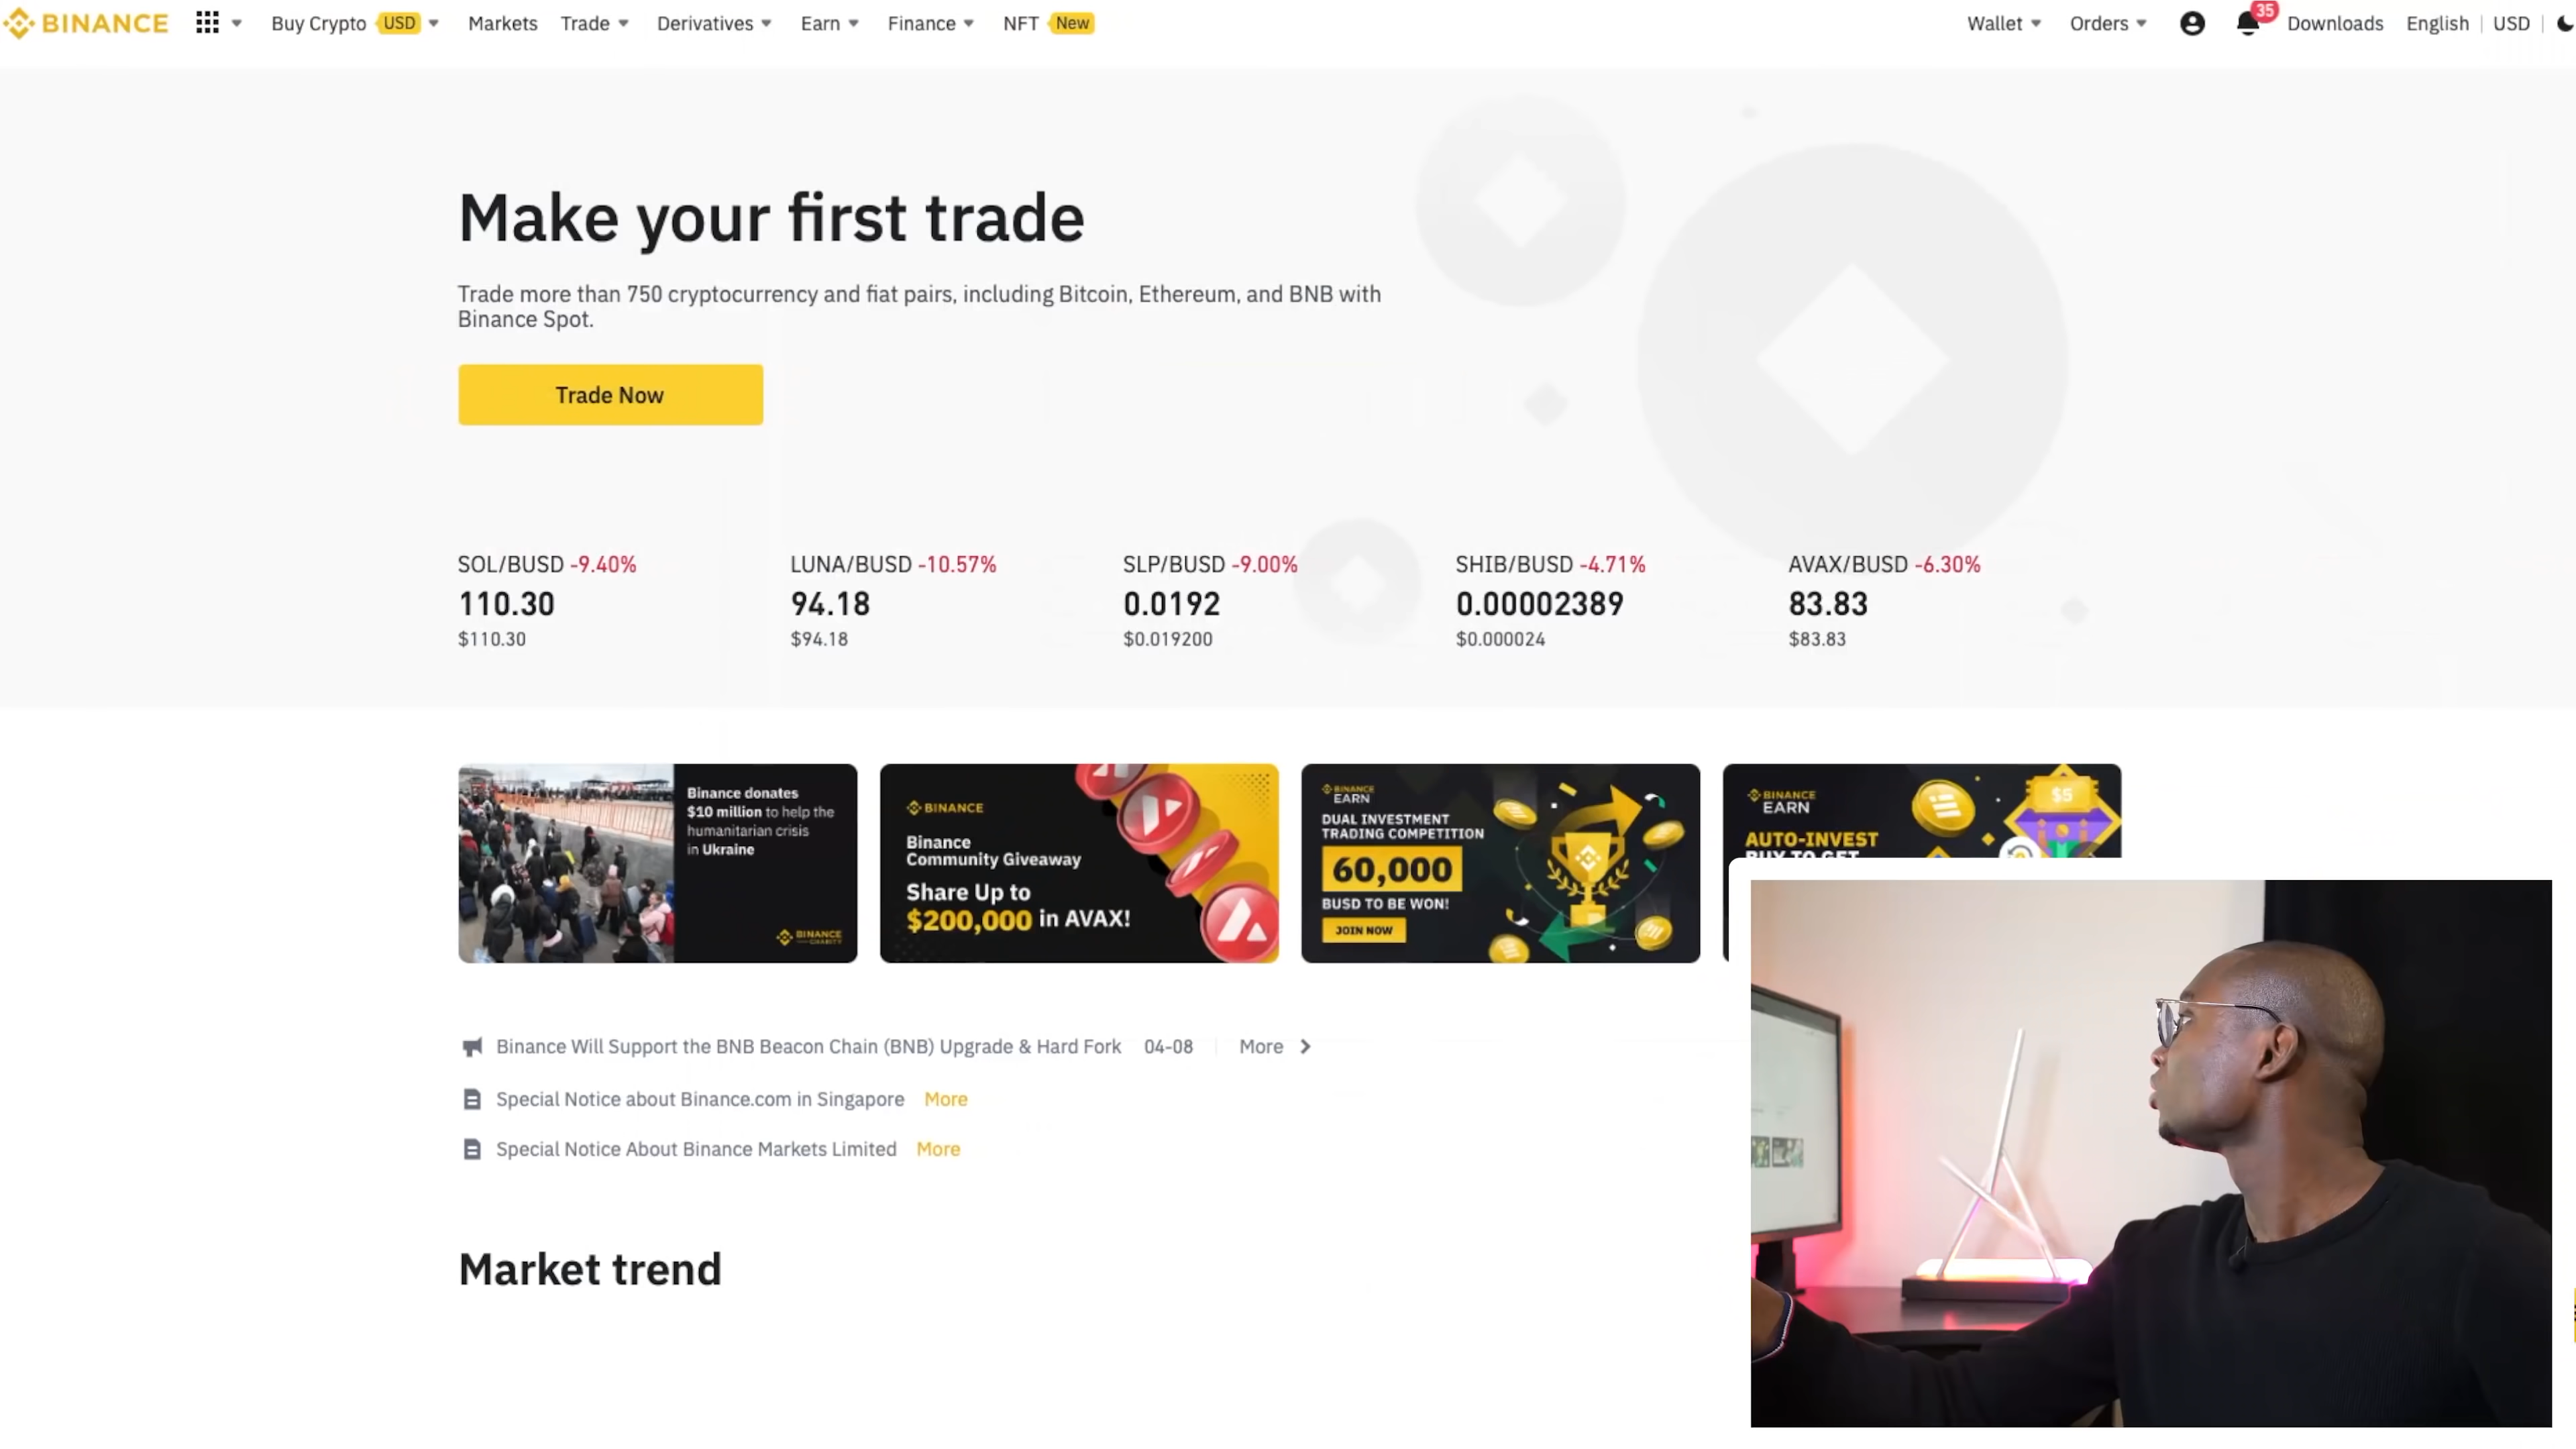 BINANCE
Buy Crypto USD
Markets
Trade
Derivatives
Earn
Finance
NFT New
Wallet
Orders
35
Downloads
English
USD
Make your first trade
Trade more than 750 cryptocurrency and fiat pairs, including Bitcoin, Ethereum, and BNB with
Binance Spot.
Trade Now
SOL/BUSD -9.40%
110.30
$110.30
LUNA/BUSD -10.57%
94.18
$94.18
SLP/BUSD -9.00%
0.0192
$0.019200
SHIB/BUSD -4.71%
0.00002389
$0.000024
AVAX/BUSD -6.30%
83.83
$83.83
Binance donates
$10 million to help the
humanitarian crisis
in Ukraine
BINANCE
CHARITY
BINANCE
Binance
Community Giveaway
Share Up to
$200,000 in AVAX!
BINANCE
EARN
DUAL INVESTMENT
TRADING COMPETITION
60,000
BUSD TO BE WON!
JOIN NOW
BINANCE
EARN
AUTO-INVEST
BUY TO GET
$5
Binance Will Support the BNB Beacon Chain (BNB) Upgrade & Hard Fork 04-08 More
Special Notice about Binance.com in Singapore More
Special Notice About Binance Markets Limited More
Market trend